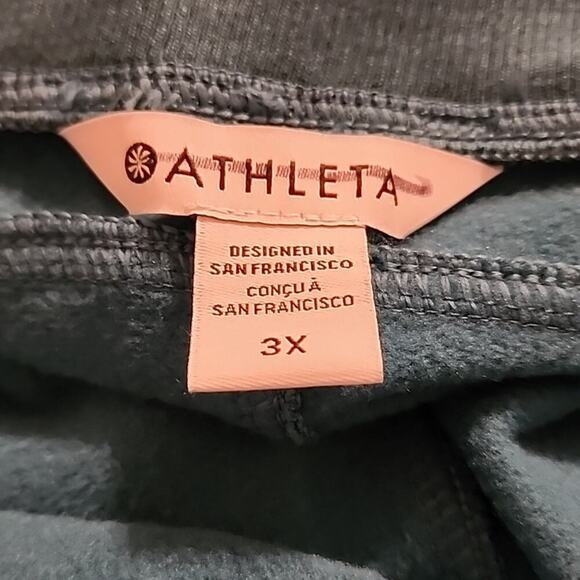 ATHLETA
DESIGNED IN
SAN FRANCISCO
CONÇU À
SAN FRANCISCO
3X